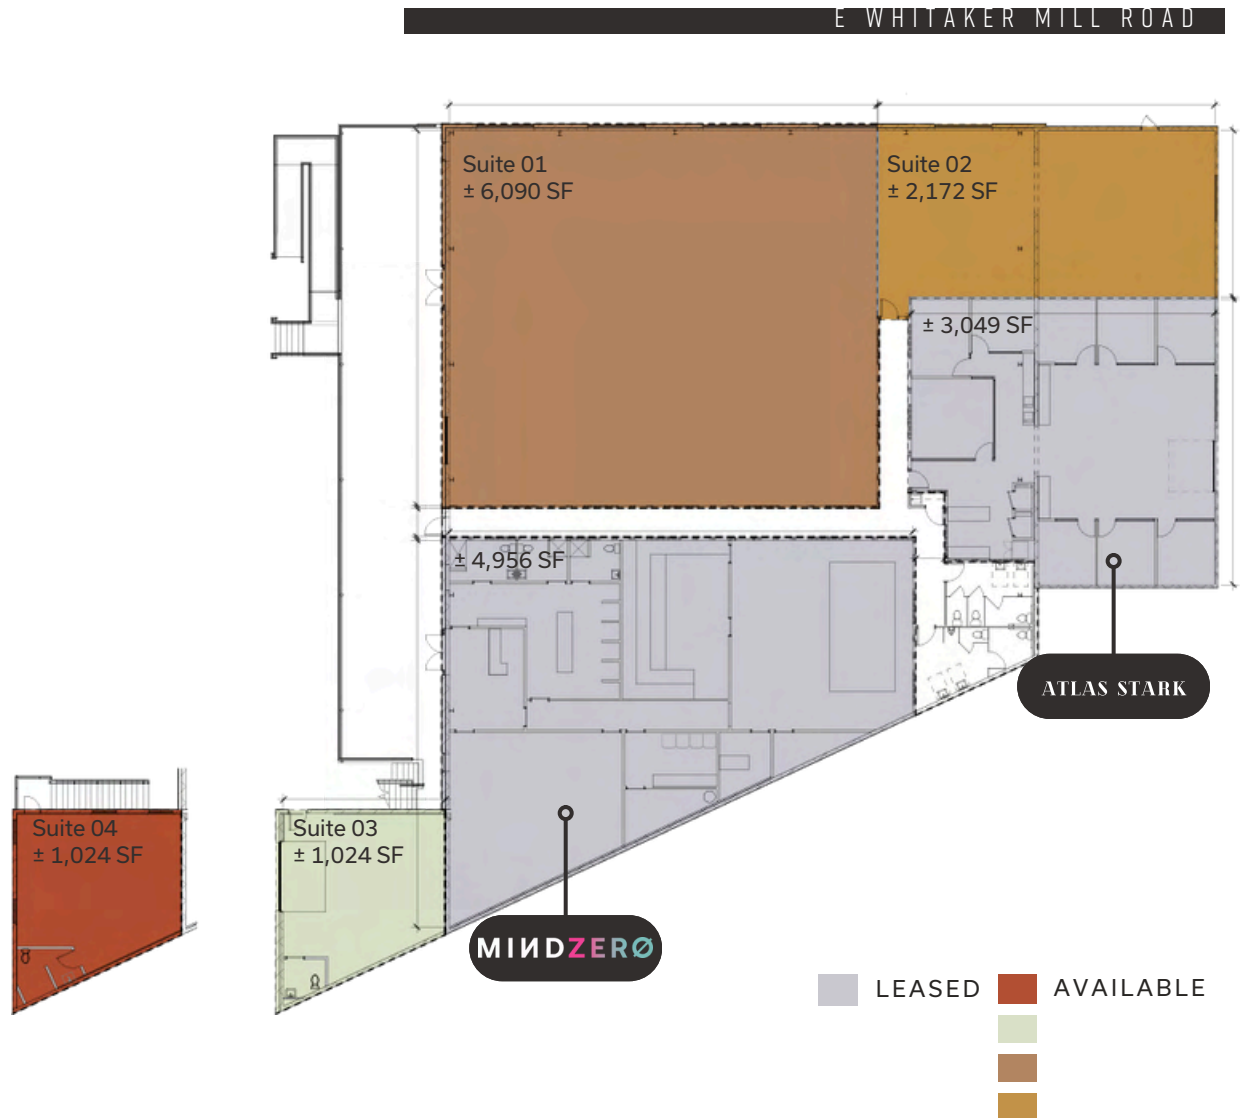 E WHITAKER MILL ROAD
Suite 01
± 6,090 SF
Suite 02
± 2,172 SF
± 3,049 SF
± 4,956 SF
ATLAS STARK
Suite 04
± 1,024 SF
Suite 03
± 1,024 SF
MIИDZERØ
LEASED
AVAILABLE